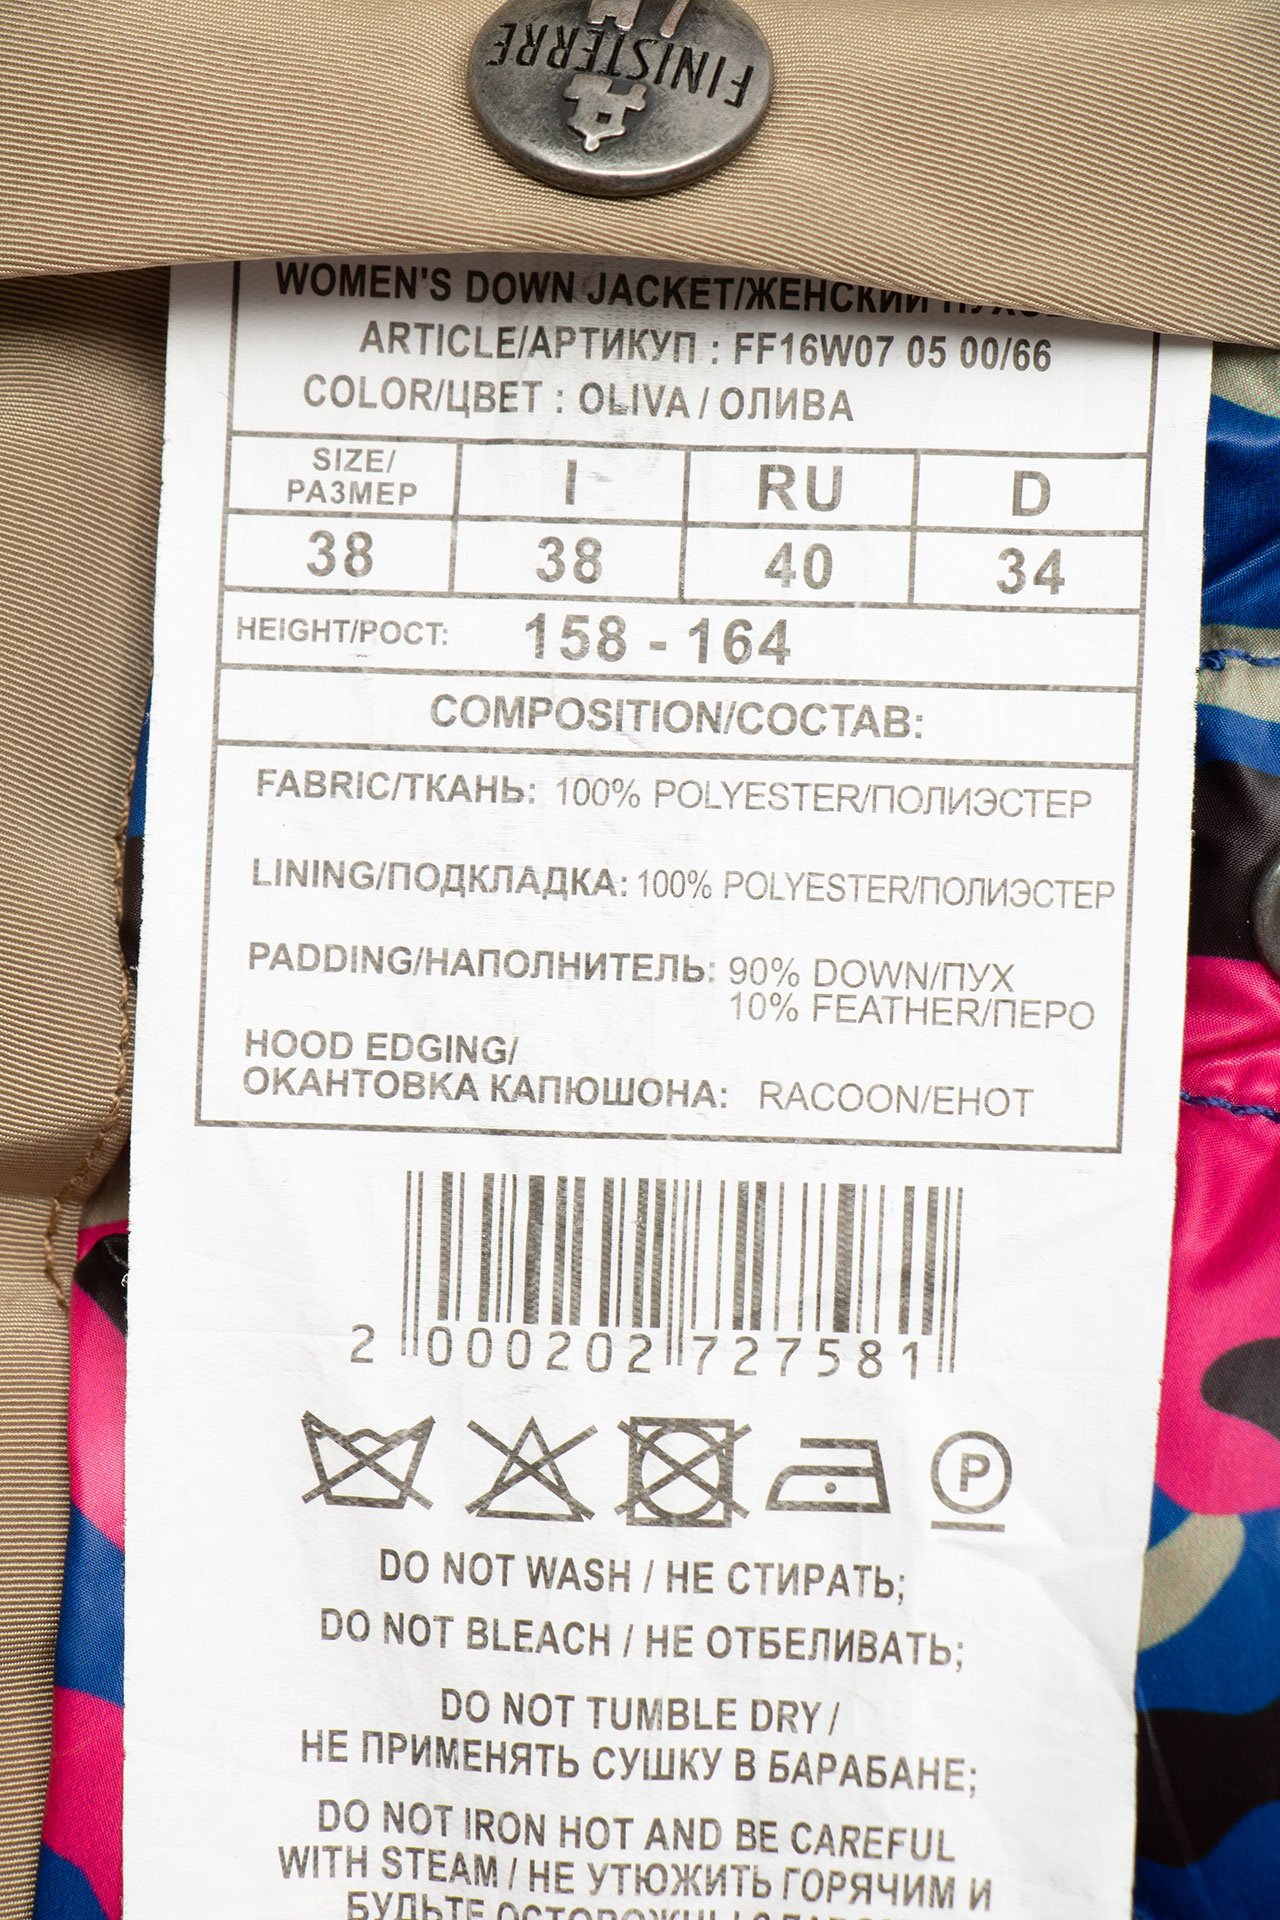 FINISTERRE
WOMEN'S DOWN JACKET/ЖЕНСКИЙ
ARTICLE/АРТИКУЛ : FF16W07 05 00/66
COLOR/ЦВЕТ : OLIVA / ОЛИВА
SIZE/ I RU D
РАЗМЕР
38 38 40 34
HEIGHT/РОСТ: 158 - 164
COMPOSITION/СОСТАВ:
FABRIC/ТКАНЬ: 100% POLYESTER/ПОЛИЭСТЕР
LINING/ПОДКЛАДКА: 100% POLYESTER/ПОЛИЭСТЕР
PADDING/НАПОЛНИТЕЛЬ: 90% DOWN/ПУХ
10% FEATHER/ПЕРО
HOOD EDGING/
ОКАНТОВКА КАПЮШОНА: RACOON/ЕНОТ
2 000202 727581
P
DO NOT WASH / НЕ СТИРАТЬ;
DO NOT BLEACH / НЕ ОТБЕЛИВАТЬ;
DO NOT TUMBLE DRY /
НЕ ПРИМЕНЯТЬ СУШКУ В БАРАБАНЕ;
DO NOT IRON HOT AND BE CAREFUL
WITH STEAM / НЕ УТЮЖИТЬ ГОРЯЧИМ И
БУДЬТЕ ОСТОРОЖНЫ